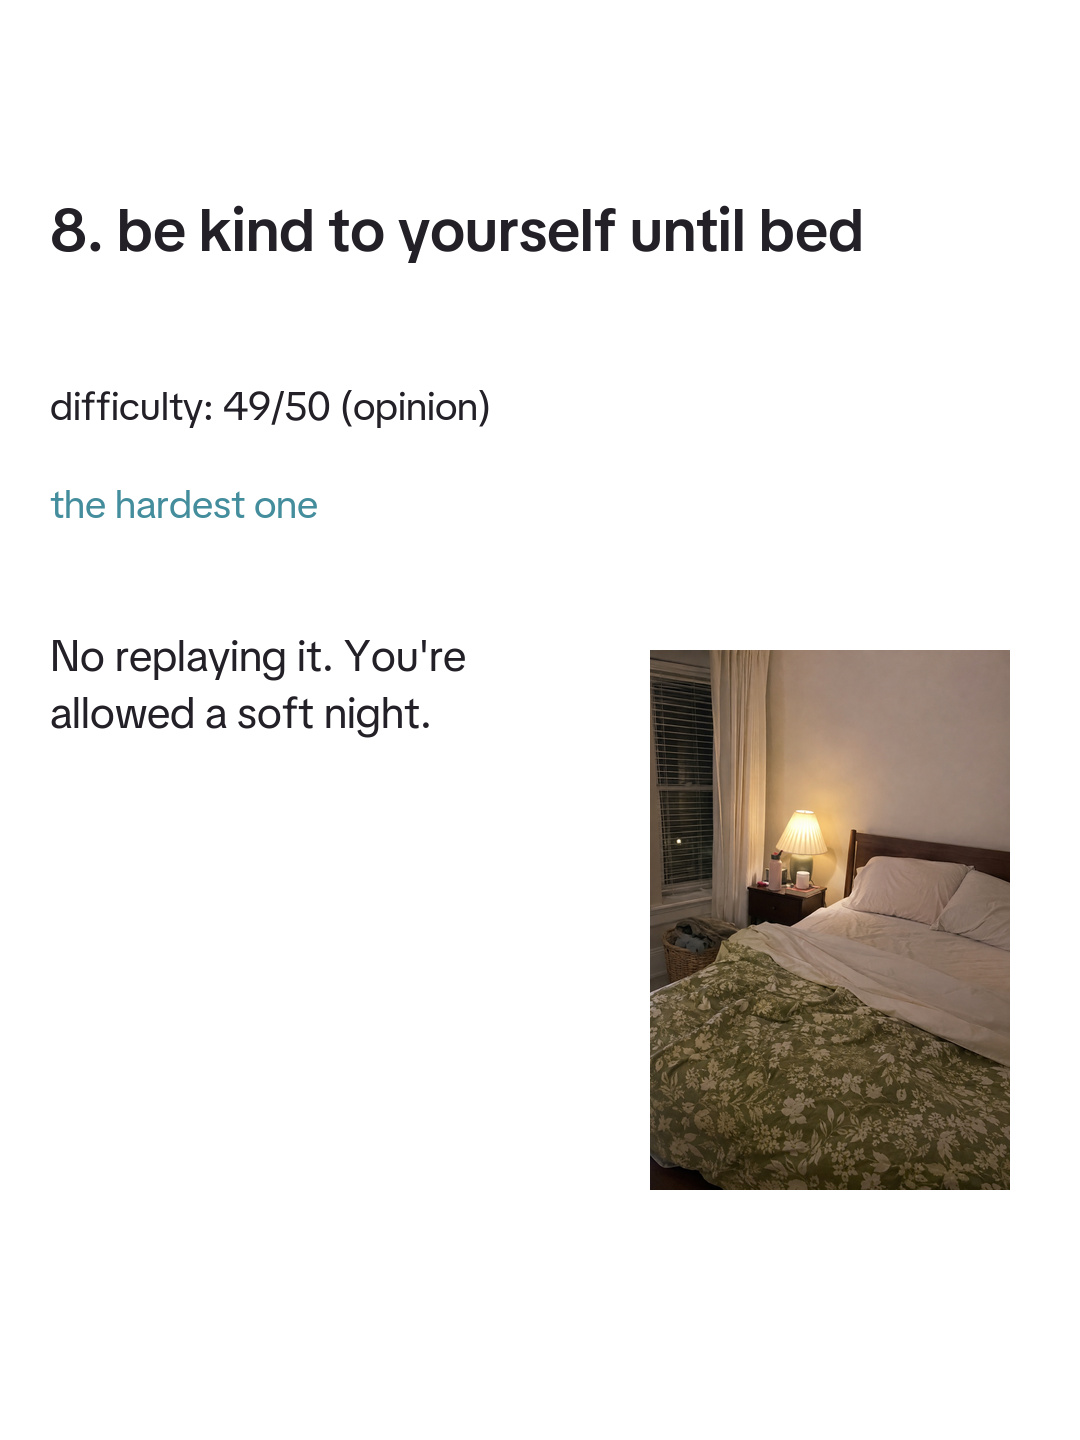 8. be kind to yourself until bed
difficulty: 49/50 (opinion)
the hardest one
No replaying it. You're
allowed a soft night.